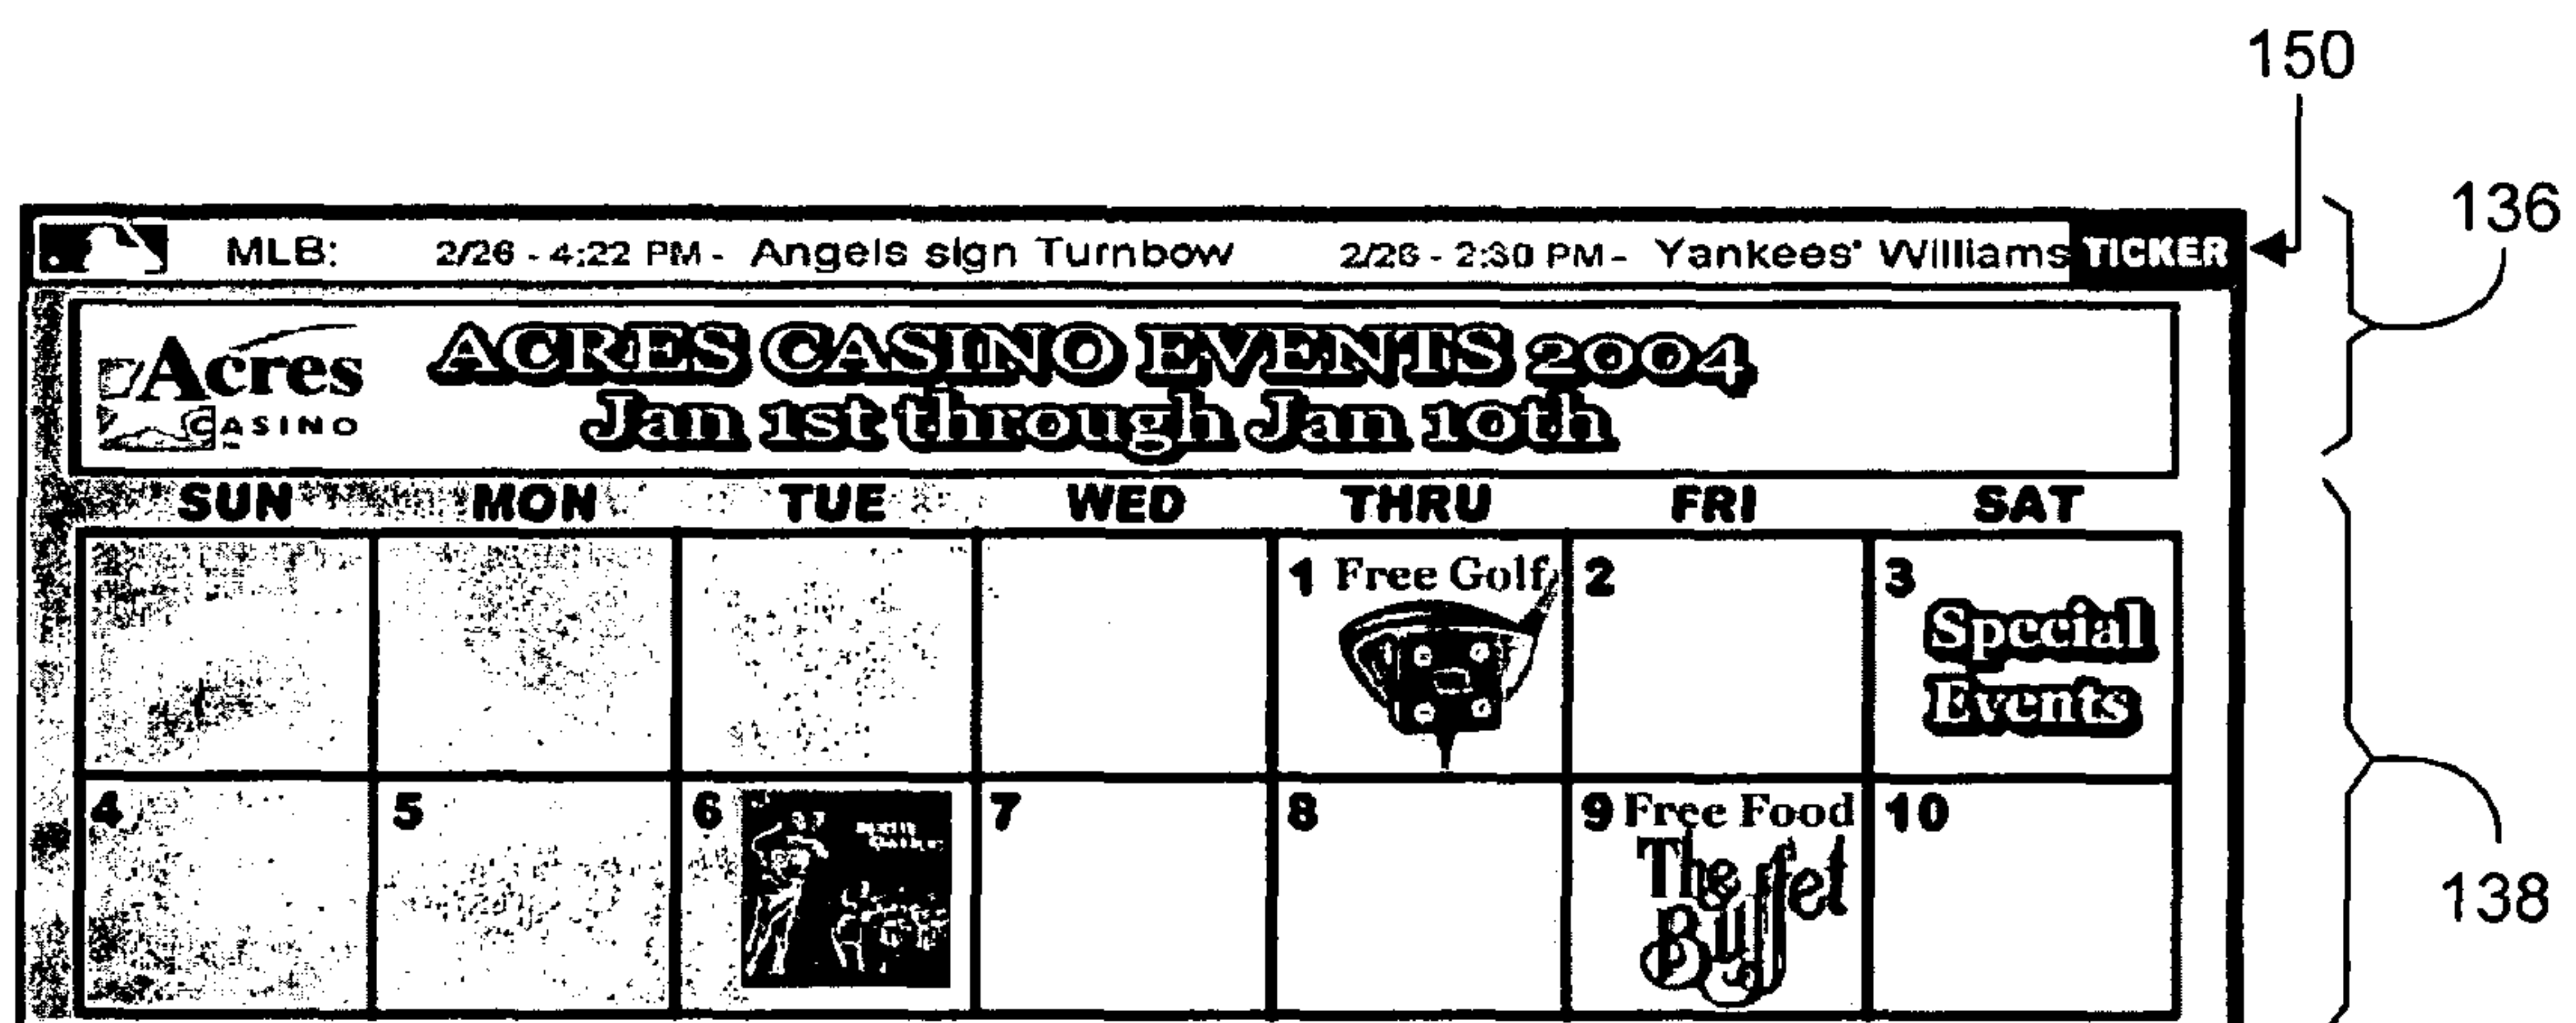 150
136
MLB: 2/26 - 4:22 PM - Angels sign Turnbow 2/26 - 2:30 PM - Yankees' Williams TICKER
Acres
CASINO
ACRES CASINO EVENTS 2004
Jan 1st through Jan 10th
SUN MON TUE WED THRU FRI SAT
1 Free Golf 2 3
Special
Events
4 5 6 7 8 9 Free Food 10
The
Buffet
138